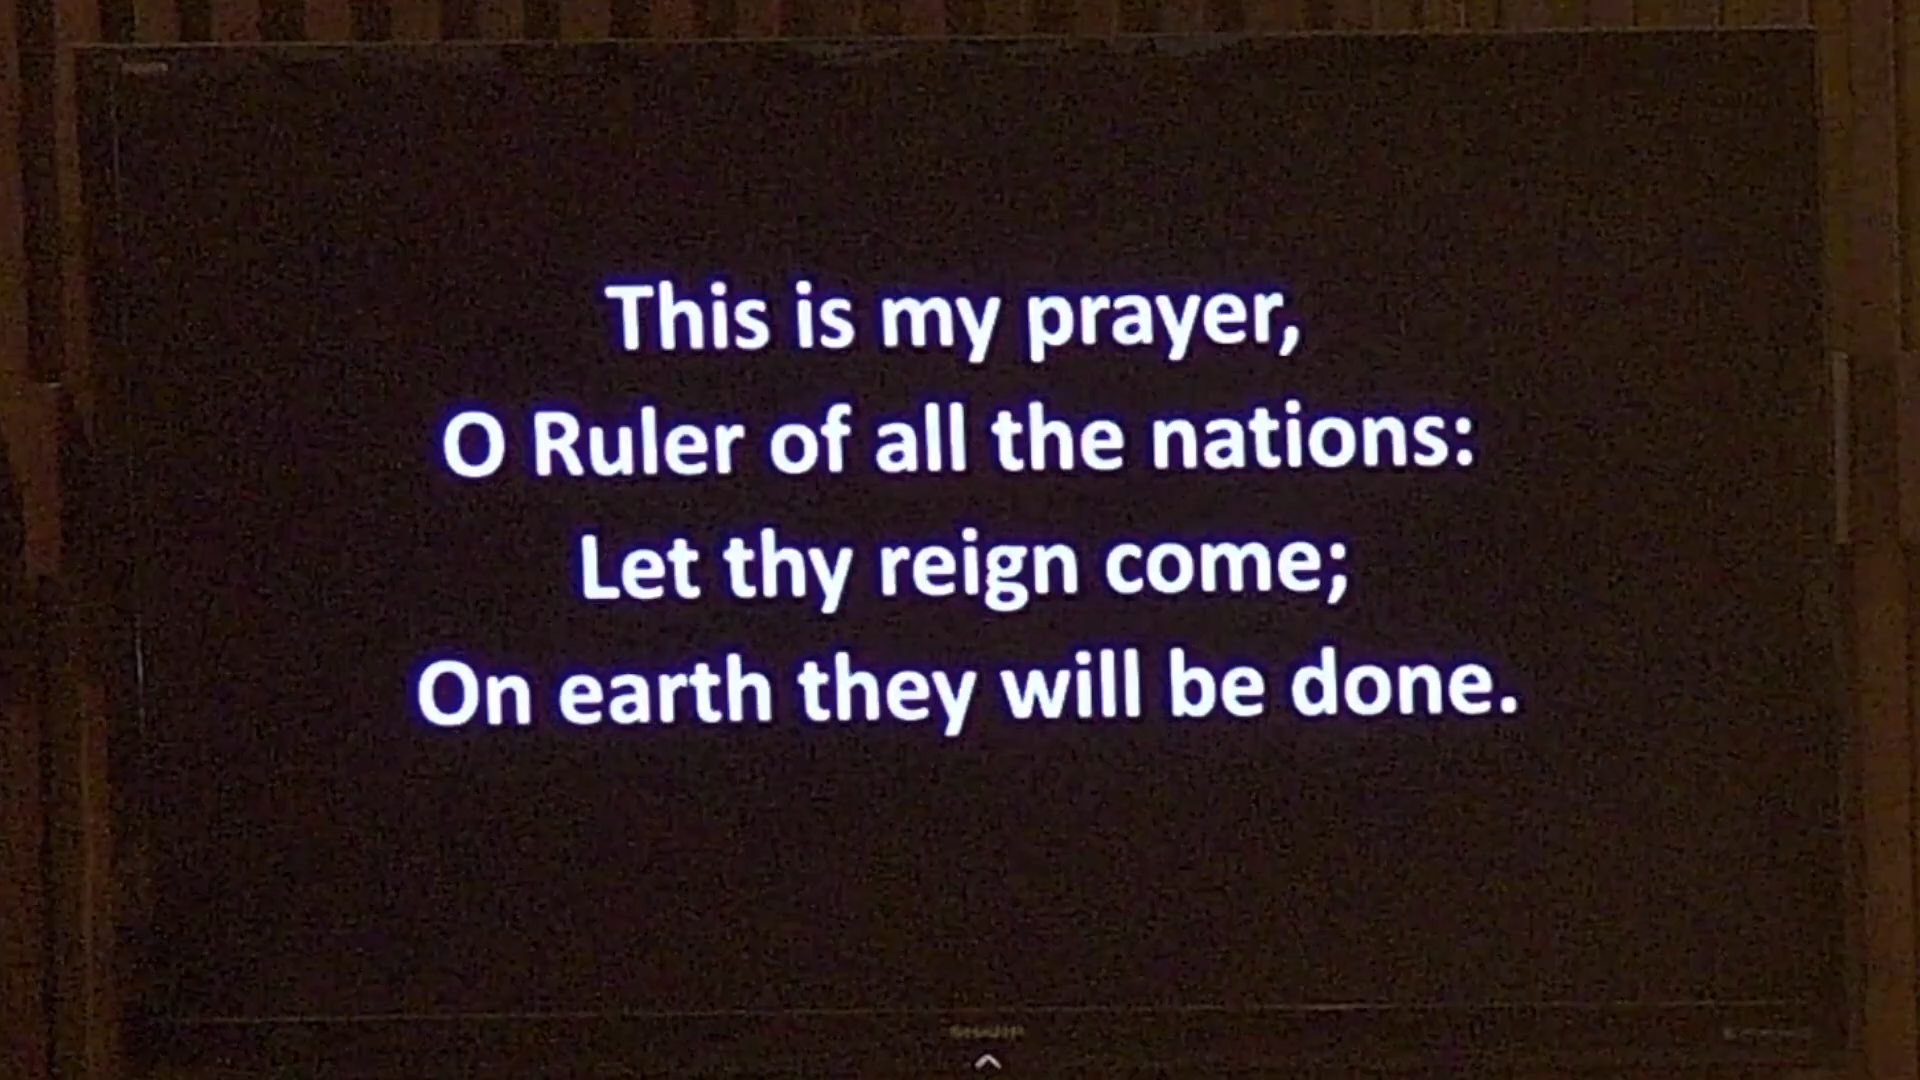 This is my prayer,
O Ruler of all the nations:
Let thy reign come;
On earth they will be done.